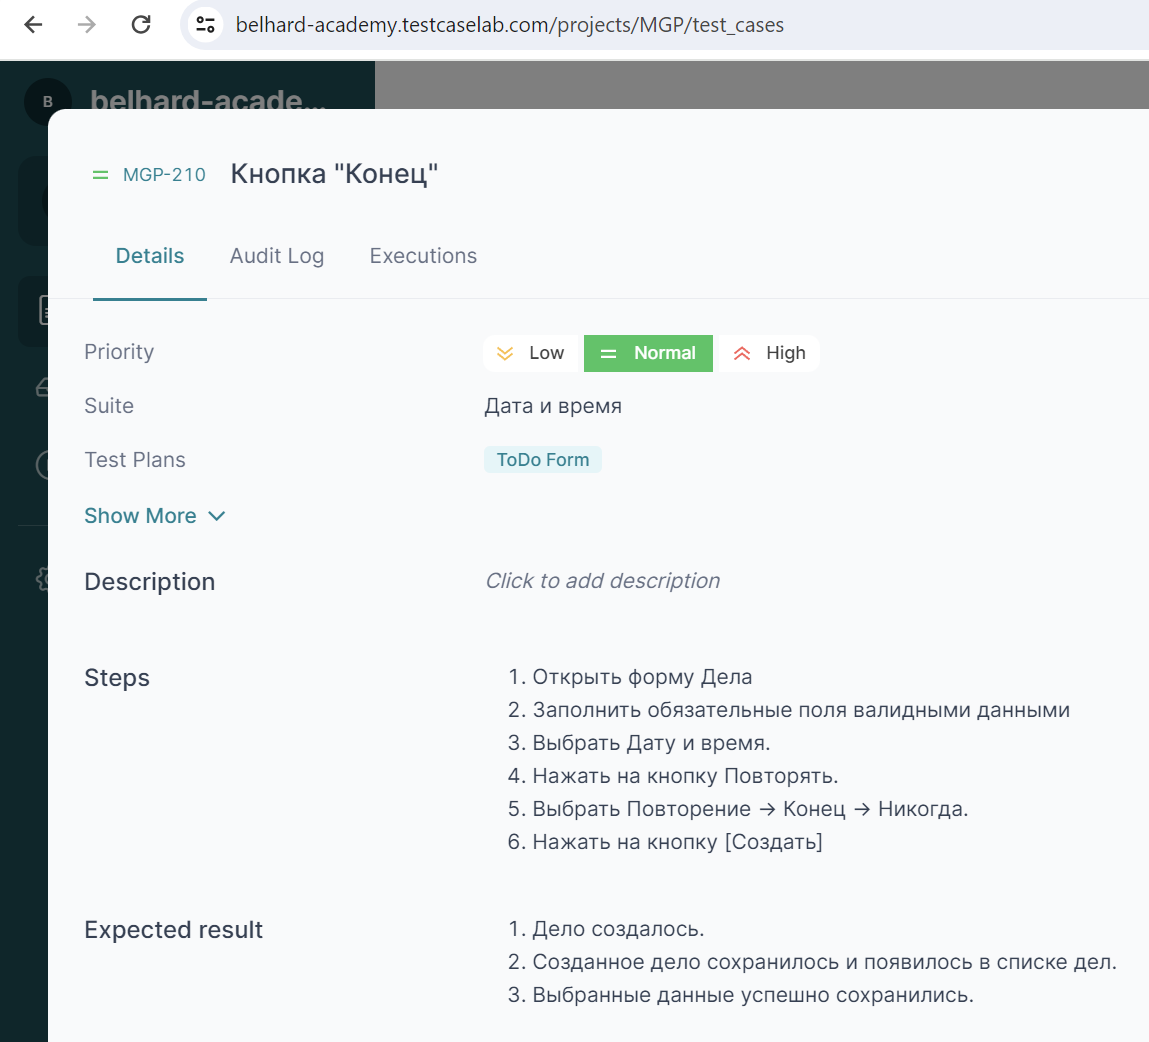 belhard-academy.testcaselab.com/projects/MGP/test_cases
B belhard-acade...
MGP-210 Кнопка "Конец"
Details Audit Log Executions
Priority Low Normal High
Suite Дата и время
Test Plans ToDo Form
Show More
Description Click to add description
Steps
1. Открыть форму Дела
2. Заполнить обязательные поля валидными данными
3. Выбрать Дату и время.
4. Нажать на кнопку Повторять.
5. Выбрать Повторение → Конец → Никогда.
6. Нажать на кнопку [Создать]
Expected result
1. Дело создалось.
2. Созданное дело сохранилось и появилось в списке дел.
3. Выбранные данные успешно сохранились.